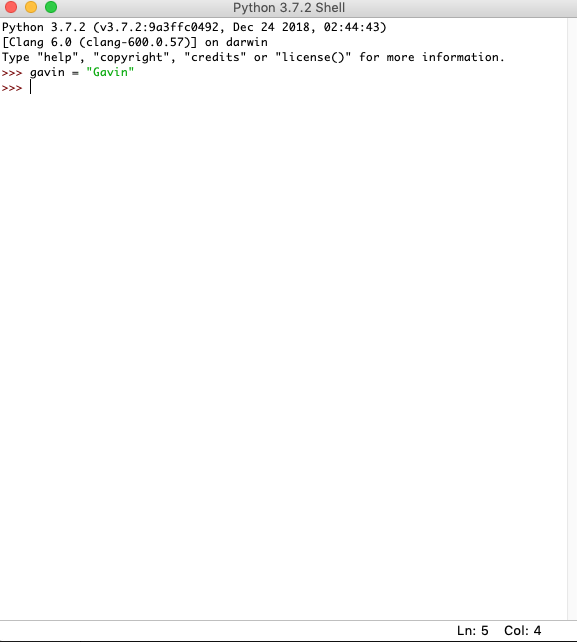 Python 3.7.2 Shell
Python 3.7.2 (v3.7.2:9a3ffc0492, Dec 24 2018, 02:44:43)
[Clang 6.0 (clang-600.0.57)] on darwin
Type "help", "copyright", "credits" or "license()" for more information.
>>> gavin = "Gavin"
>>>
Ln: 5 Col: 4